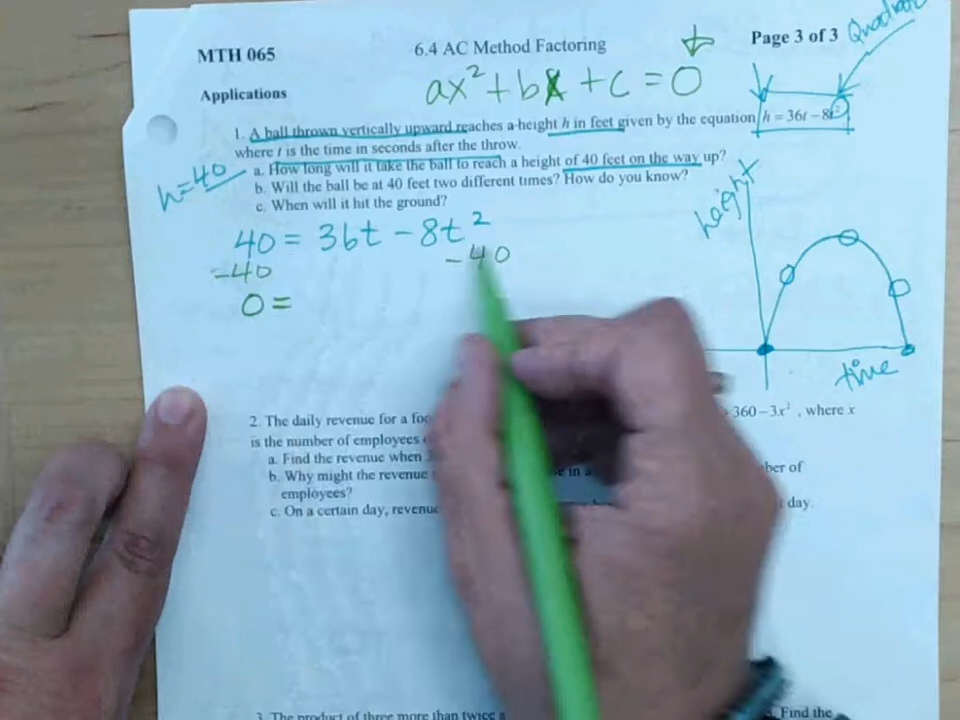 MTH 065 6.4 AC Method Factoring Page 3 of 3 Quadratic
Applications
ax² + bx + c = 0
1. A ball thrown vertically upward reaches a height h in feet given by the equation h = 36t − 8t²
where t is the time in seconds after the throw.
a. How long will it take the ball to reach a height of 40 feet on the way up?
b. Will the ball be at 40 feet two different times? How do you know?
c. When will it hit the ground?
h=40
height
40 = 36t − 8t²
−40 −40
0 =
time
2. The daily revenue for a 360 − 3x² , where x
is the number of employees
a. Find the revenue when of
b. Why might the revenue in a
employees?
c. On a certain day, day.
3. The product of three more than twice a Find the